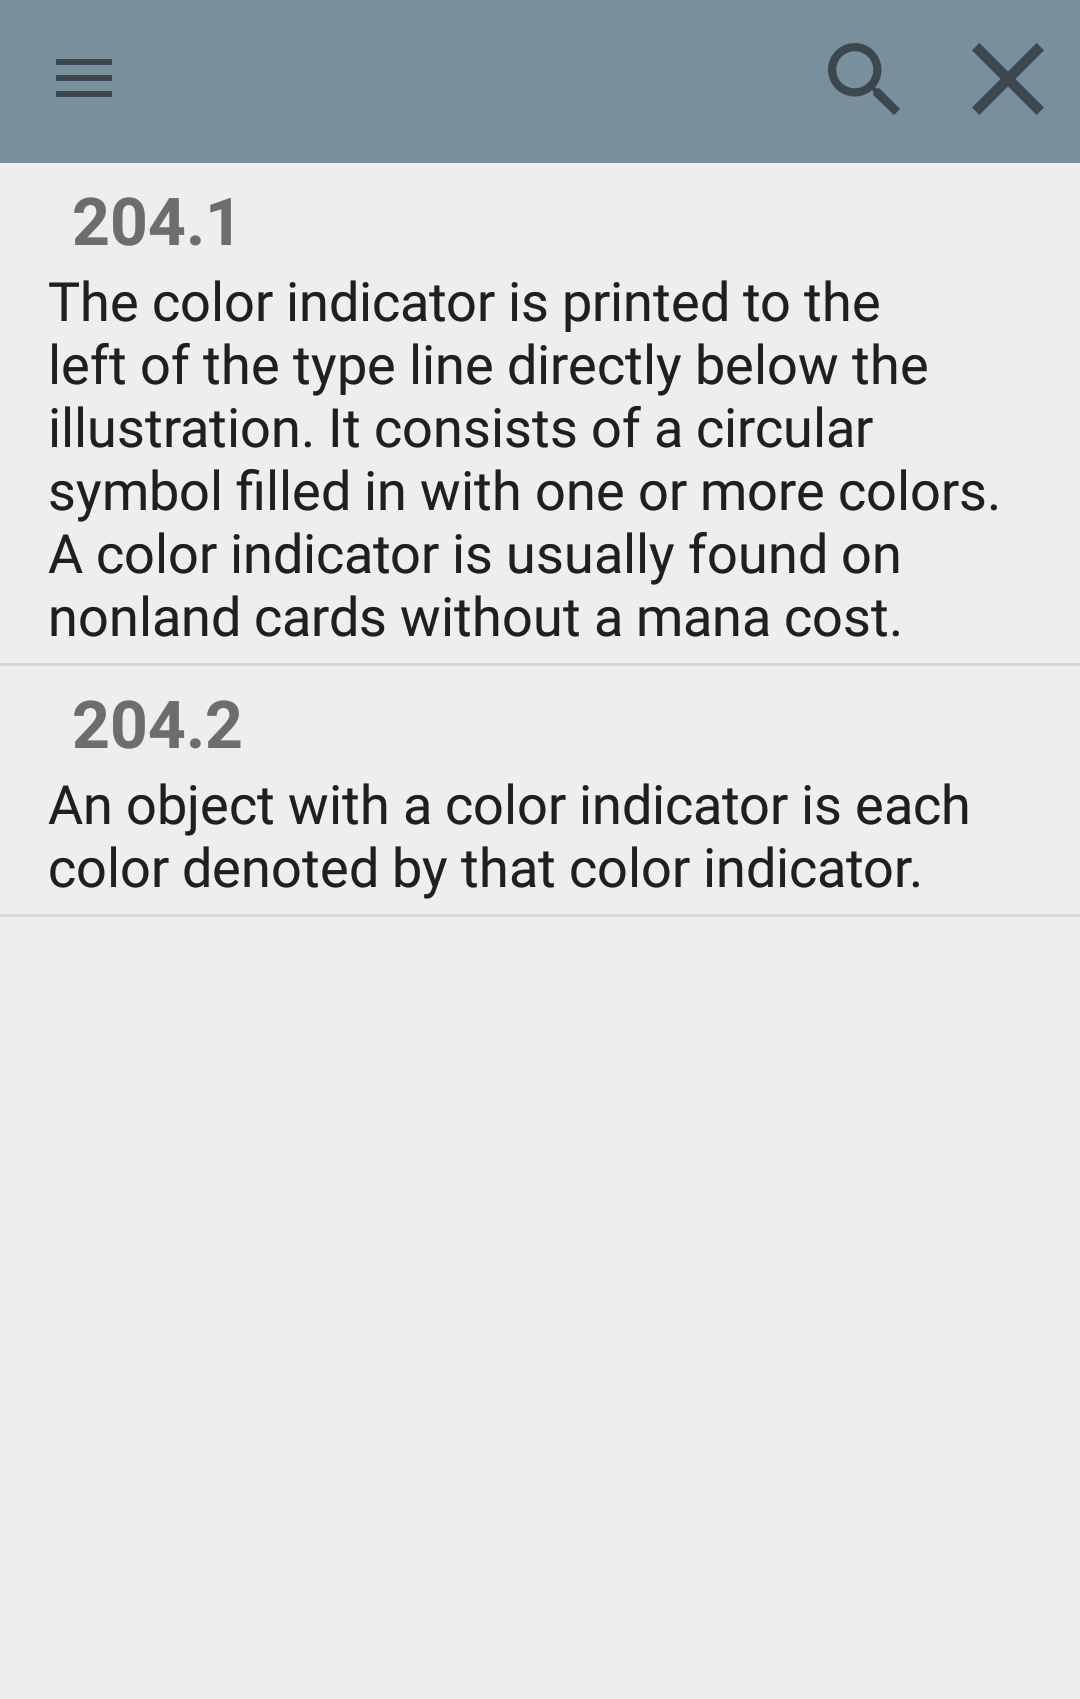 204.1
The color indicator is printed to the
left of the type line directly below the
illustration. It consists of a circular
symbol filled in with one or more colors.
A color indicator is usually found on
nonland cards without a mana cost.
204.2
An object with a color indicator is each
color denoted by that color indicator.